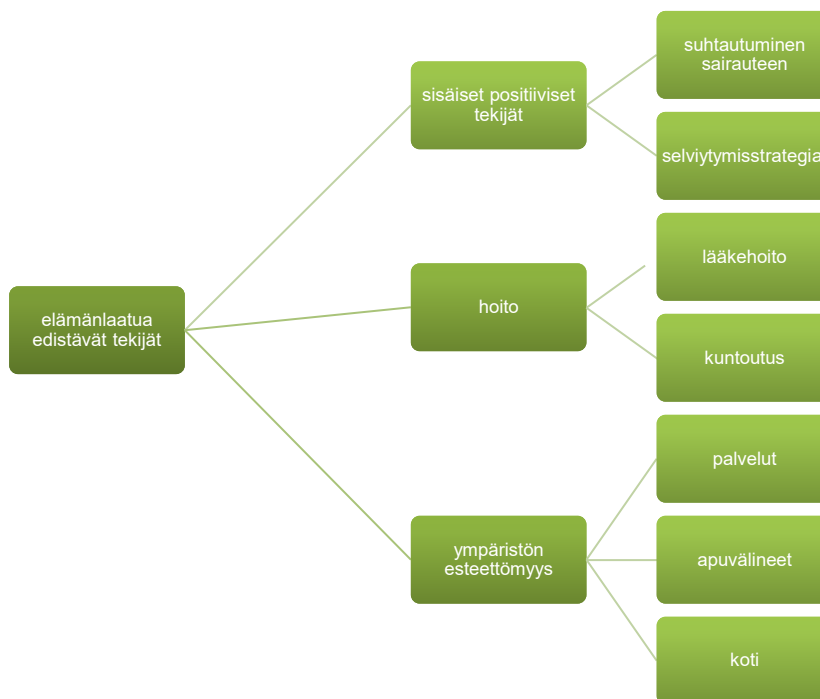 elämänlaatua
edistävät tekijät
sisäiset positiiviset
tekijät
suhtautuminen
sairauteen
selviytymisstrategia
hoito
lääkehoito
kuntoutus
ympäristön
esteettömyys
palvelut
apuvälineet
koti